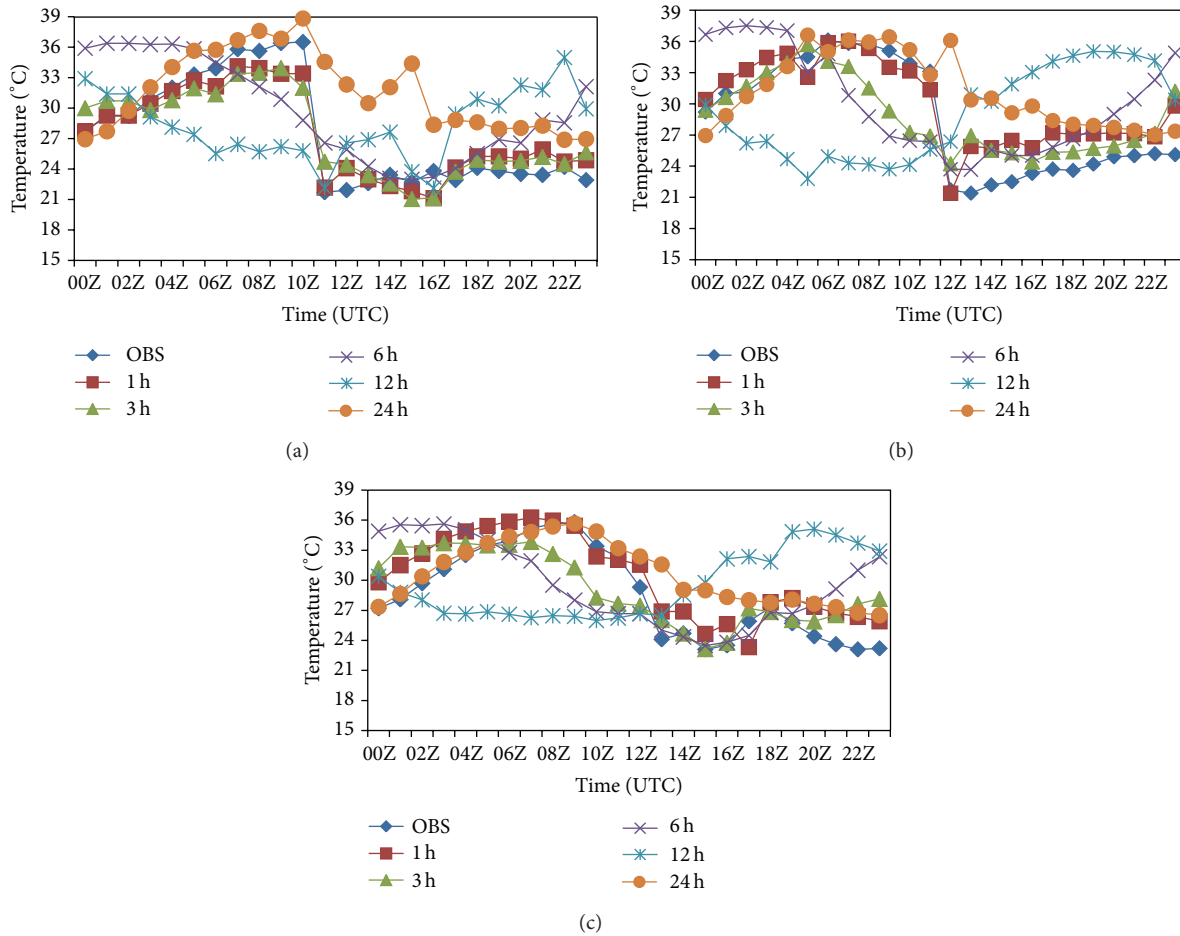 39
36
33
30
27
24
21
18
15
Temperature (°C)
00Z 02Z 04Z 06Z 08Z 10Z 12Z 14Z 16Z 18Z 20Z 22Z
Time (UTC)
OBS
1 h
3 h
6 h
12 h
24 h
(a)
39
36
33
30
27
24
21
18
15
Temperature (°C)
00Z 02Z 04Z 06Z 08Z 10Z 12Z 14Z 16Z 18Z 20Z 22Z
Time (UTC)
OBS
1 h
3 h
6 h
12 h
24 h
(b)
39
36
33
30
27
24
21
18
15
Temperature (°C)
00Z 02Z 04Z 06Z 08Z 10Z 12Z 14Z 16Z 18Z 20Z 22Z
Time (UTC)
OBS
1 h
3 h
6 h
12 h
24 h
(c)